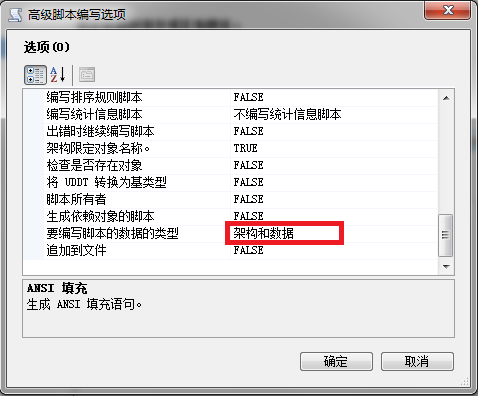 高级脚本编写选项
选项(O)
编写排序规则脚本 FALSE
编写统计信息脚本 不编写统计信息脚本
出错时继续编写脚本 FALSE
架构限定对象名称。 TRUE
检查是否存在对象 FALSE
将 UDDT 转换为基类型 FALSE
脚本所有者 FALSE
生成依赖对象的脚本 FALSE
要编写脚本的数据的类型 架构和数据
追加到文件 FALSE
ANSI 填充
生成 ANSI 填充语句。
确定 取消